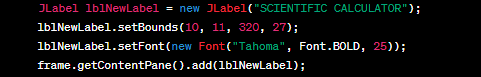 JLabel lblNewLabel = new JLabel("SCIENTIFIC CALCULATOR");
lblNewLabel.setBounds(10, 11, 320, 27);
lblNewLabel.setFont(new Font("Tahoma", Font.BOLD, 25));
frame.getContentPane().add(lblNewLabel);